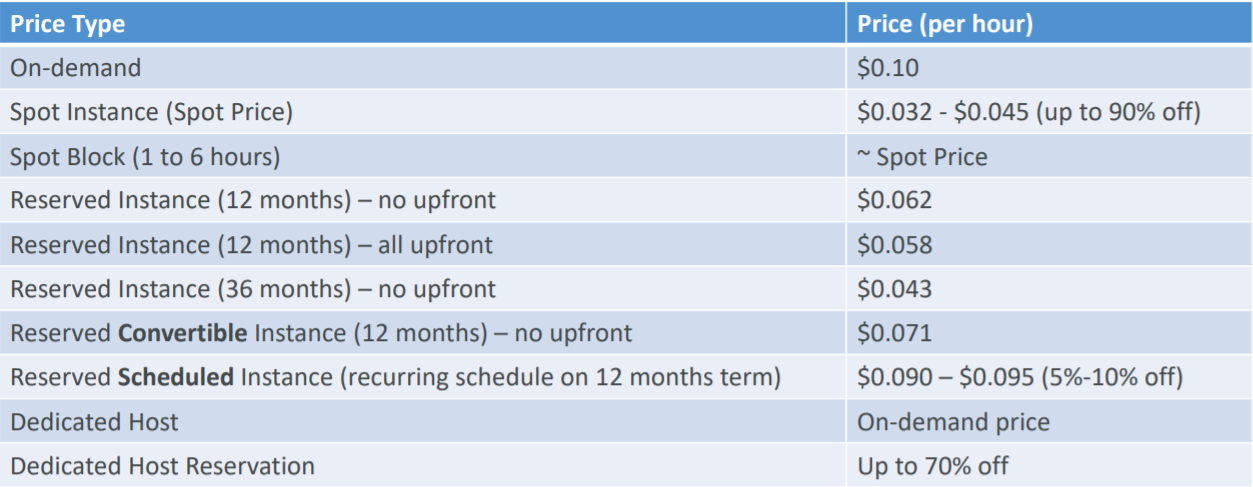 Price Type Price (per hour)
On-demand $0.10
Spot Instance (Spot Price) $0.032 - $0.045 (up to 90% off)
Spot Block (1 to 6 hours) ~ Spot Price
Reserved Instance (12 months) – no upfront $0.062
Reserved Instance (12 months) – all upfront $0.058
Reserved Instance (36 months) – no upfront $0.043
Reserved Convertible Instance (12 months) – no upfront $0.071
Reserved Scheduled Instance (recurring schedule on 12 months term) $0.090 – $0.095 (5%-10% off)
Dedicated Host On-demand price
Dedicated Host Reservation Up to 70% off